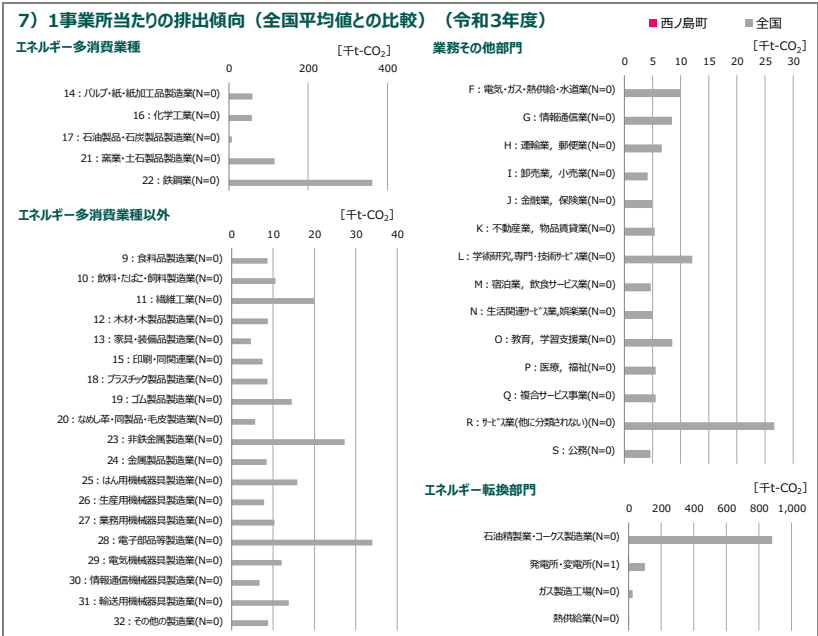 7）1事業所当たりの排出傾向（全国平均値との比較）（令和3年度）
■ 西ノ島町 ■ 全国
エネルギー多消費業種
[千t-CO₂]
0 200 400
14：パルプ・紙・紙加工品製造業(N=0)
16：化学工業(N=0)
17：石油製品・石炭製品製造業(N=0)
21：窯業・土石製品製造業(N=0)
22：鉄鋼業(N=0)
エネルギー多消費業種以外
[千t-CO₂]
0 10 20 30 40
9：食料品製造業(N=0)
10：飲料・たばこ・飼料製造業(N=0)
11：繊維工業(N=0)
12：木材・木製品製造業(N=0)
13：家具・装備品製造業(N=0)
15：印刷・同関連業(N=0)
18：プラスチック製品製造業(N=0)
19：ゴム製品製造業(N=0)
20：なめし革・同製品・毛皮製造業(N=0)
23：非鉄金属製造業(N=0)
24：金属製品製造業(N=0)
25：はん用機械器具製造業(N=0)
26：生産用機械器具製造業(N=0)
27：業務用機械器具製造業(N=0)
28：電子部品等製造業(N=0)
29：電気機械器具製造業(N=0)
30：情報通信機械器具製造業(N=0)
31：輸送用機械器具製造業(N=0)
32：その他の製造業(N=0)
業務その他部門
[千t-CO₂]
0 5 10 15 20 25 30
F：電気・ガス・熱供給・水道業(N=0)
G：情報通信業(N=0)
H：運輸業，郵便業(N=0)
I：卸売業，小売業(N=0)
J：金融業，保険業(N=0)
K：不動産業，物品賃貸業(N=0)
L：学術研究,専門・技術サービス業(N=0)
M：宿泊業，飲食サービス業(N=0)
N：生活関連サービス業,娯楽業(N=0)
O：教育，学習支援業(N=0)
P：医療，福祉(N=0)
Q：複合サービス事業(N=0)
R：サービス業(他に分類されない)(N=0)
S：公務(N=0)
エネルギー転換部門
[千t-CO₂]
0 200 400 600 800 1,000
石油精製業・コークス製造業(N=0)
発電所・変電所(N=1)
ガス製造工場(N=0)
熱供給業(N=0)